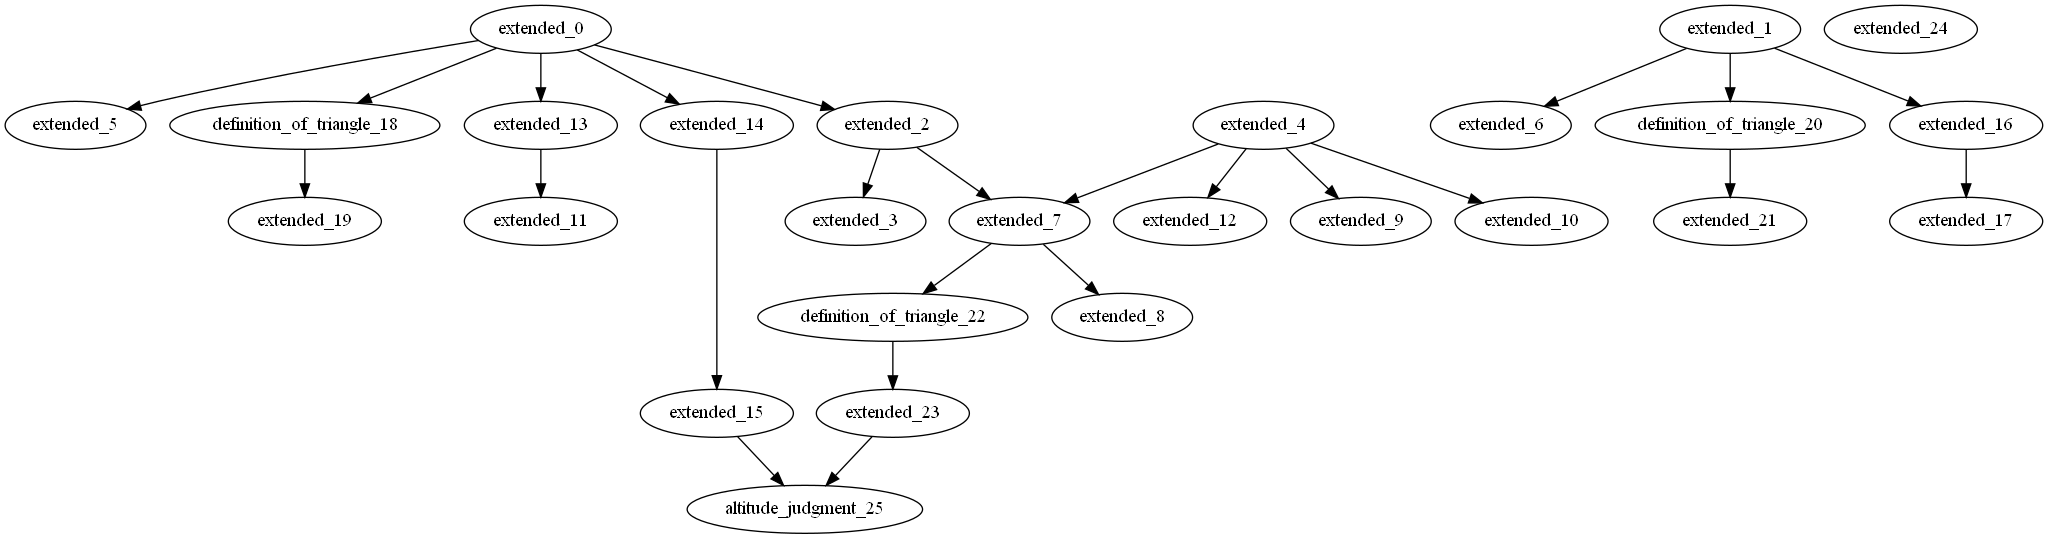 extended_0
extended_1
extended_24
extended_5
definition_of_triangle_18
extended_13
extended_14
extended_2
extended_4
extended_6
definition_of_triangle_20
extended_16
extended_19
extended_11
extended_3
extended_7
extended_12
extended_9
extended_10
extended_21
extended_17
definition_of_triangle_22
extended_8
extended_15
extended_23
altitude_judgment_25